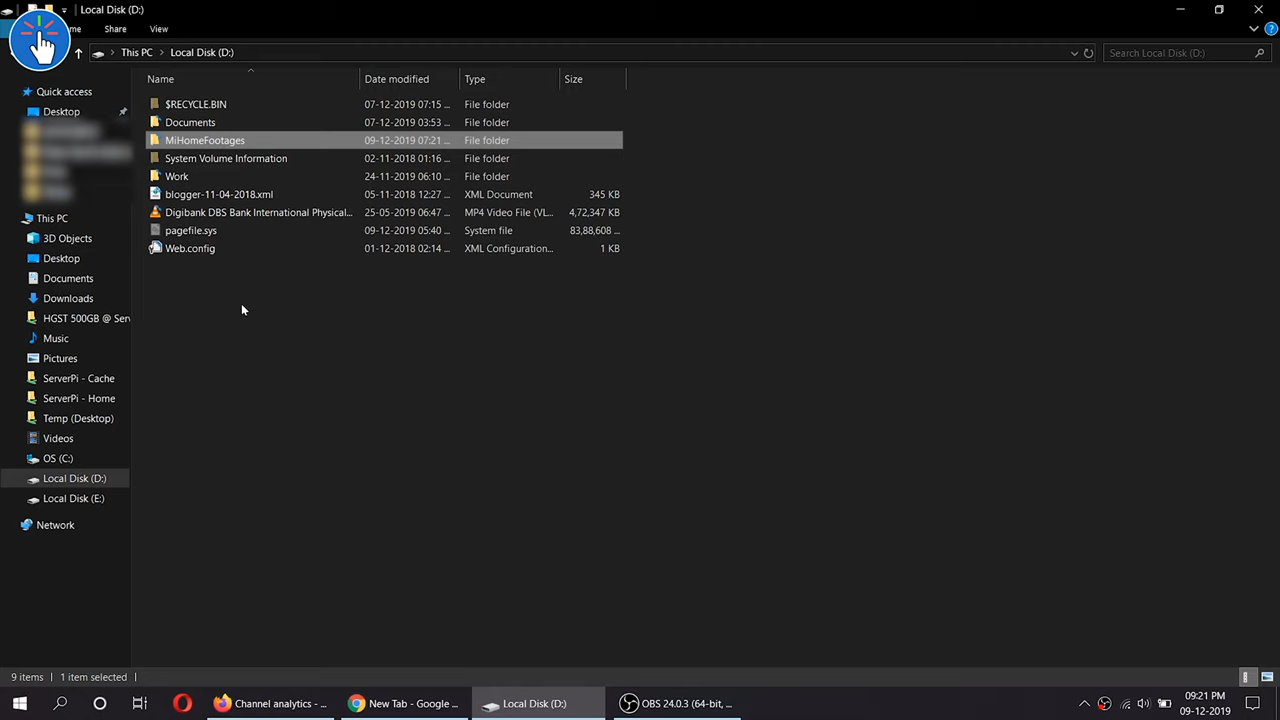 Local Disk (D:)
me Share View
This PC Local Disk (D:) Search Local Disk (D:)
Name Date modified Type Size
$RECYCLE.BIN 07-12-2019 07:15 ... File folder
Documents 07-12-2019 03:53 ... File folder
MiHomeFootages 09-12-2019 07:21 ... File folder
System Volume Information 02-11-2018 01:16 ... File folder
Work 24-11-2019 06:10 ... File folder
blogger-11-04-2018.xml 05-11-2018 12:27 ... XML Document 345 KB
Digibank DBS Bank International Physical... 25-05-2019 06:47 ... MP4 Video File (VL... 4,72,347 KB
pagefile.sys 09-12-2019 05:40 ... System file 83,88,608 ...
Web.config 01-12-2018 02:14 ... XML Configuration... 1 KB
Quick access
Desktop
This PC
3D Objects
Desktop
Documents
Downloads
HGST 500GB @ Serv
Music
Pictures
ServerPi - Cache
ServerPi - Home
Temp (Desktop)
Videos
OS (C:)
Local Disk (D:)
Local Disk (E:)
Network
9 items 1 item selected
Channel analytics - ... New Tab - Google ... Local Disk (D:) OBS 24.0.3 (64-bit, ...
09:21 PM
09-12-2019